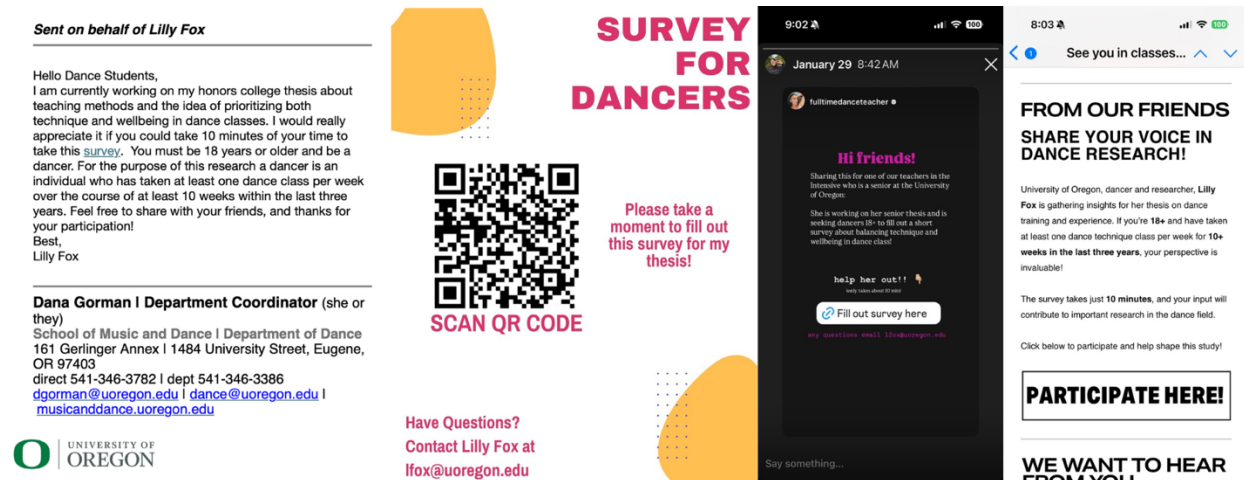 Sent on behalf of Lilly Fox
Hello Dance Students,
I am currently working on my honors college thesis about
teaching methods and the idea of prioritizing both
technique and wellbeing in dance classes. I would really
appreciate it if you could take 10 minutes of your time to
take this survey.  You must be 18 years or older and be a
dancer. For the purpose of this research a dancer is an
individual who has taken at least one dance class per week
over the course of at least 10 weeks within the last three
years. Feel free to share with your friends, and thanks for
your participation!
Best,
Lilly Fox
Dana Gorman | Department Coordinator (she or
they)
School of Music and Dance | Department of Dance
161 Gerlinger Annex | 1484 University Street, Eugene,
OR 97403
direct 541-346-3782 | dept 541-346-3386
dgorman@uoregon.edu | dance@uoregon.edu |
musicanddance.uoregon.edu
O UNIVERSITY OF
OREGON
SURVEY
FOR
DANCERS
Please take a
moment to fill out
this survey for my
thesis!
SCAN QR CODE
Have Questions?
Contact Lilly Fox at
lfox@uoregon.edu
9:02 100
January 29 8:42 AM
fulltimedanceteacher
Hi friends!
Sharing this for one of our teachers in the
Intensive who is a senior at the University
of Oregon:
She is working on her senior thesis and is
seeking dancers 18+ to fill out a short
survey about balancing technique and
wellbeing in dance class!
help her out!!
only takes about 10 min!
Fill out survey here
any questions email lfox@uoregon.edu
Say something...
8:03 100
1 See you in classes...
FROM OUR FRIENDS
SHARE YOUR VOICE IN
DANCE RESEARCH!
University of Oregon, dancer and researcher, Lilly
Fox is gathering insights for her thesis on dance
training and experience. If you're 18+ and have taken
at least one dance technique class per week for 10+
weeks in the last three years, your perspective is
invaluable!
The survey takes just 10 minutes, and your input will
contribute to important research in the dance field.
Click below to participate and help shape this study!
PARTICIPATE HERE!
WE WANT TO HEAR
FROM YOU